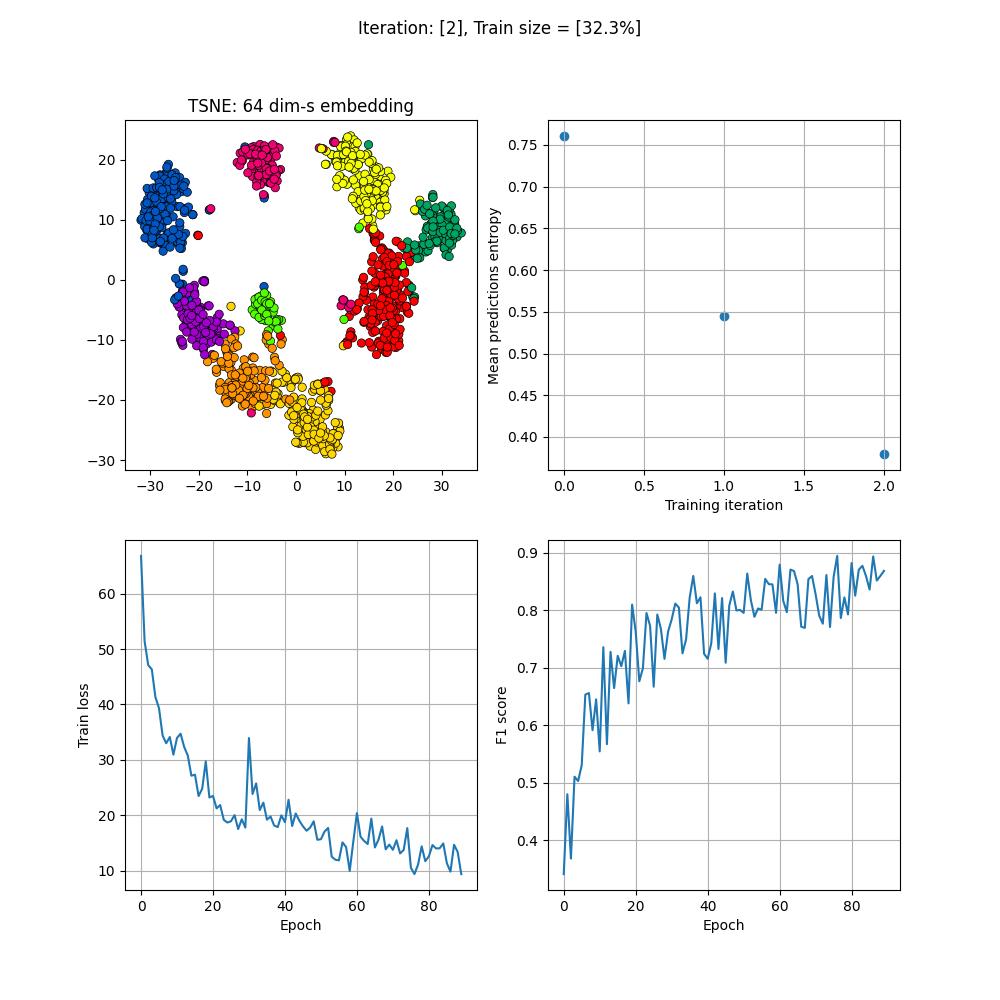 Iteration: [2], Train size = [32.3%]
TSNE: 64 dim-s embedding
20
10
0
−10
−20
−30
−30 −20 −10 0 10 20 30
Mean predictions entropy
0.75
0.70
0.65
0.60
0.55
0.50
0.45
0.40
0.0 0.5 1.0 1.5 2.0
Training iteration
Train loss
60
50
40
30
20
10
0 20 40 60 80
Epoch
F1 score
0.9
0.8
0.7
0.6
0.5
0.4
0 20 40 60 80
Epoch